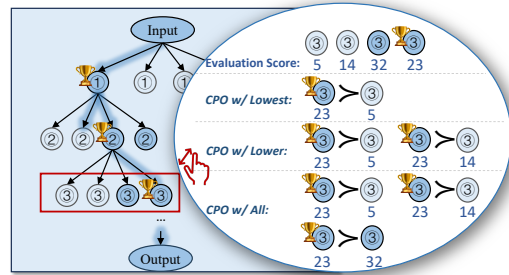 Input
① ① ①
② ② ② ②
③ ③ ③ ③
...
Output
③ ③ ③ ③
Evaluation Score: 5 14 32 23
CPO w/ Lowest: ③ ≻ ③
23 5
CPO w/ Lower: ③ ≻ ③ ③ ≻ ③
23 5 23 14
CPO w/ All: ③ ≻ ③ ③ ≻ ③
23 5 23 14
③ ≻ ③
23 32